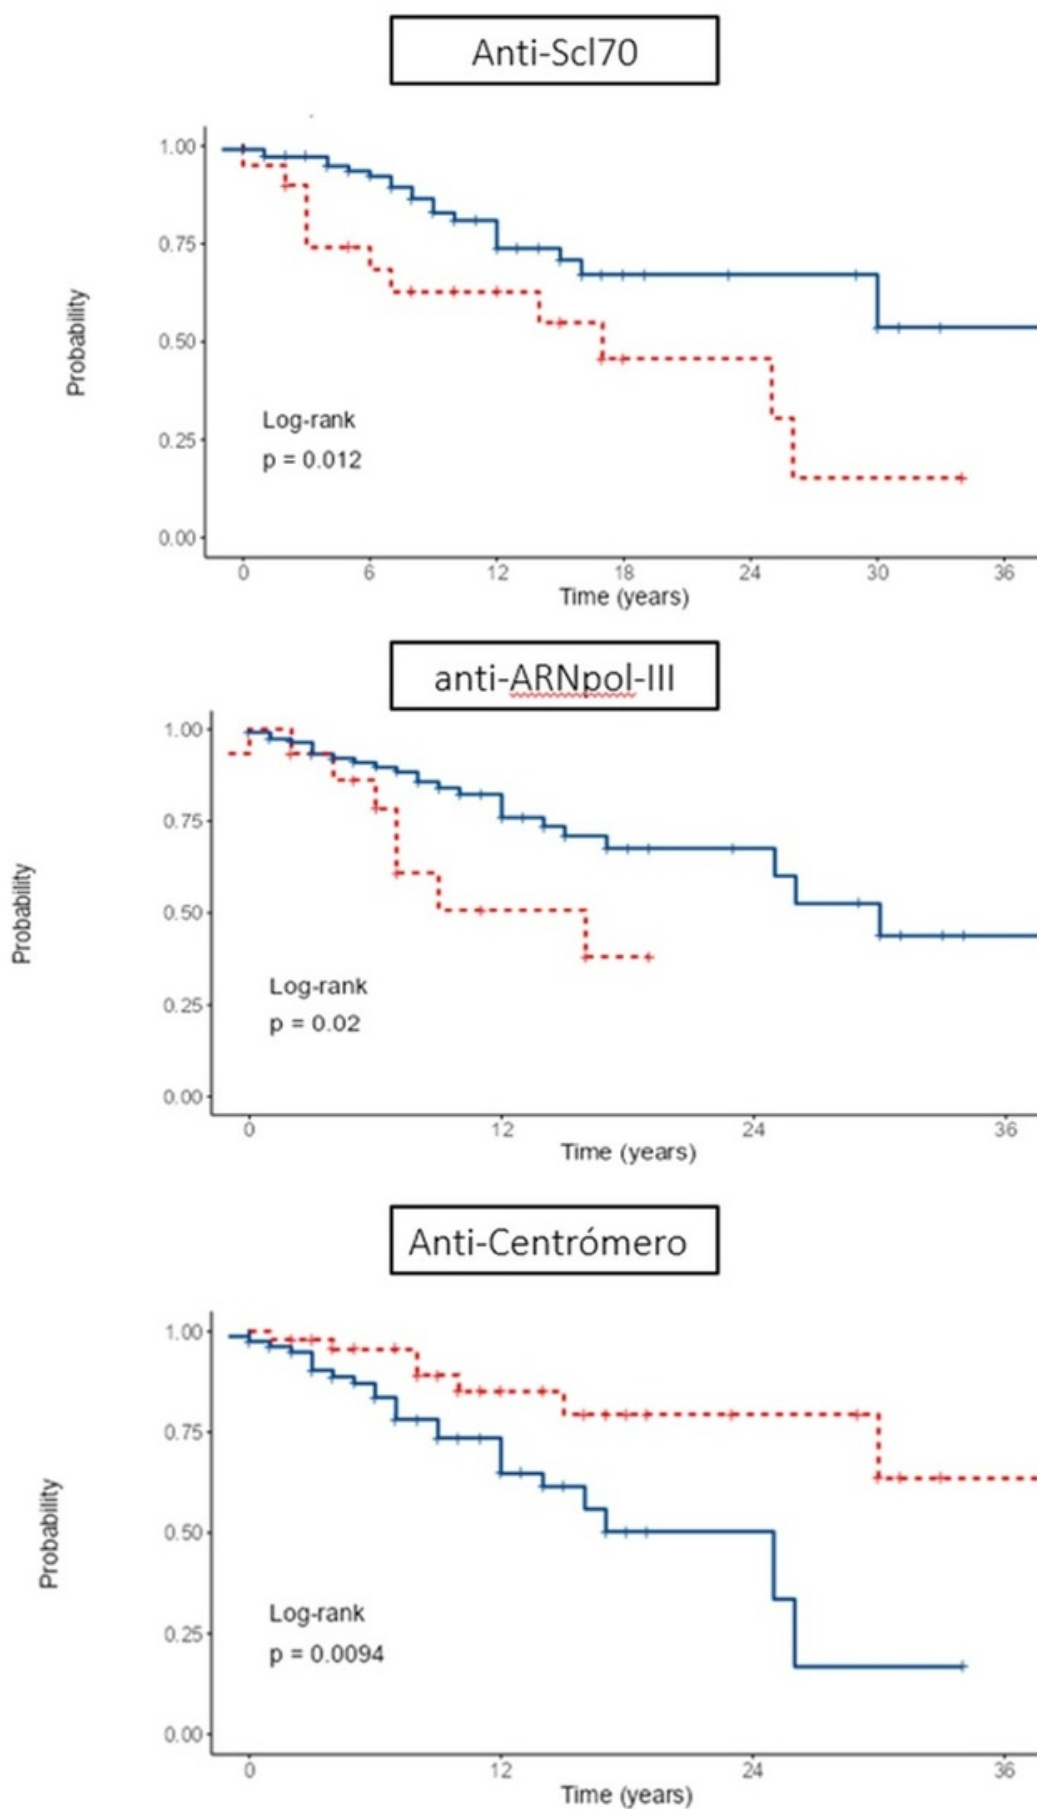 Anti-Scl70
1.00
0.75
0.50
0.25
0.00
Probability
Log-rank
p = 0.012
0 6 12 18 24 30 36
Time (years)
anti-ARNpol-III
1.00
0.75
0.50
0.25
0.00
Probability
Log-rank
p = 0.02
0 12 24 36
Time (years)
Anti-Centrómero
1.00
0.75
0.50
0.25
0.00
Probability
Log-rank
p = 0.0094
0 12 24 36
Time (years)